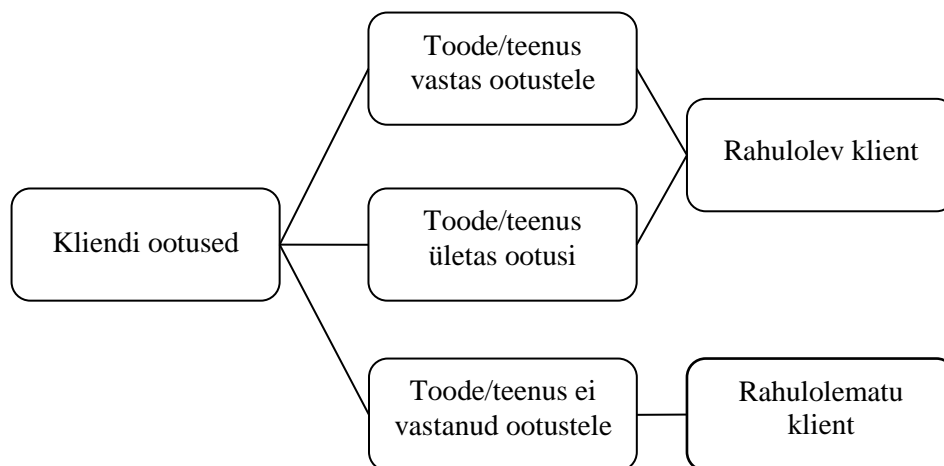 Toode/teenus
vastas ootustele
Rahulolev klient
Kliendi ootused
Toode/teenus
ületas ootusi
Toode/teenus ei
vastanud ootustele
Rahulolematu
klient